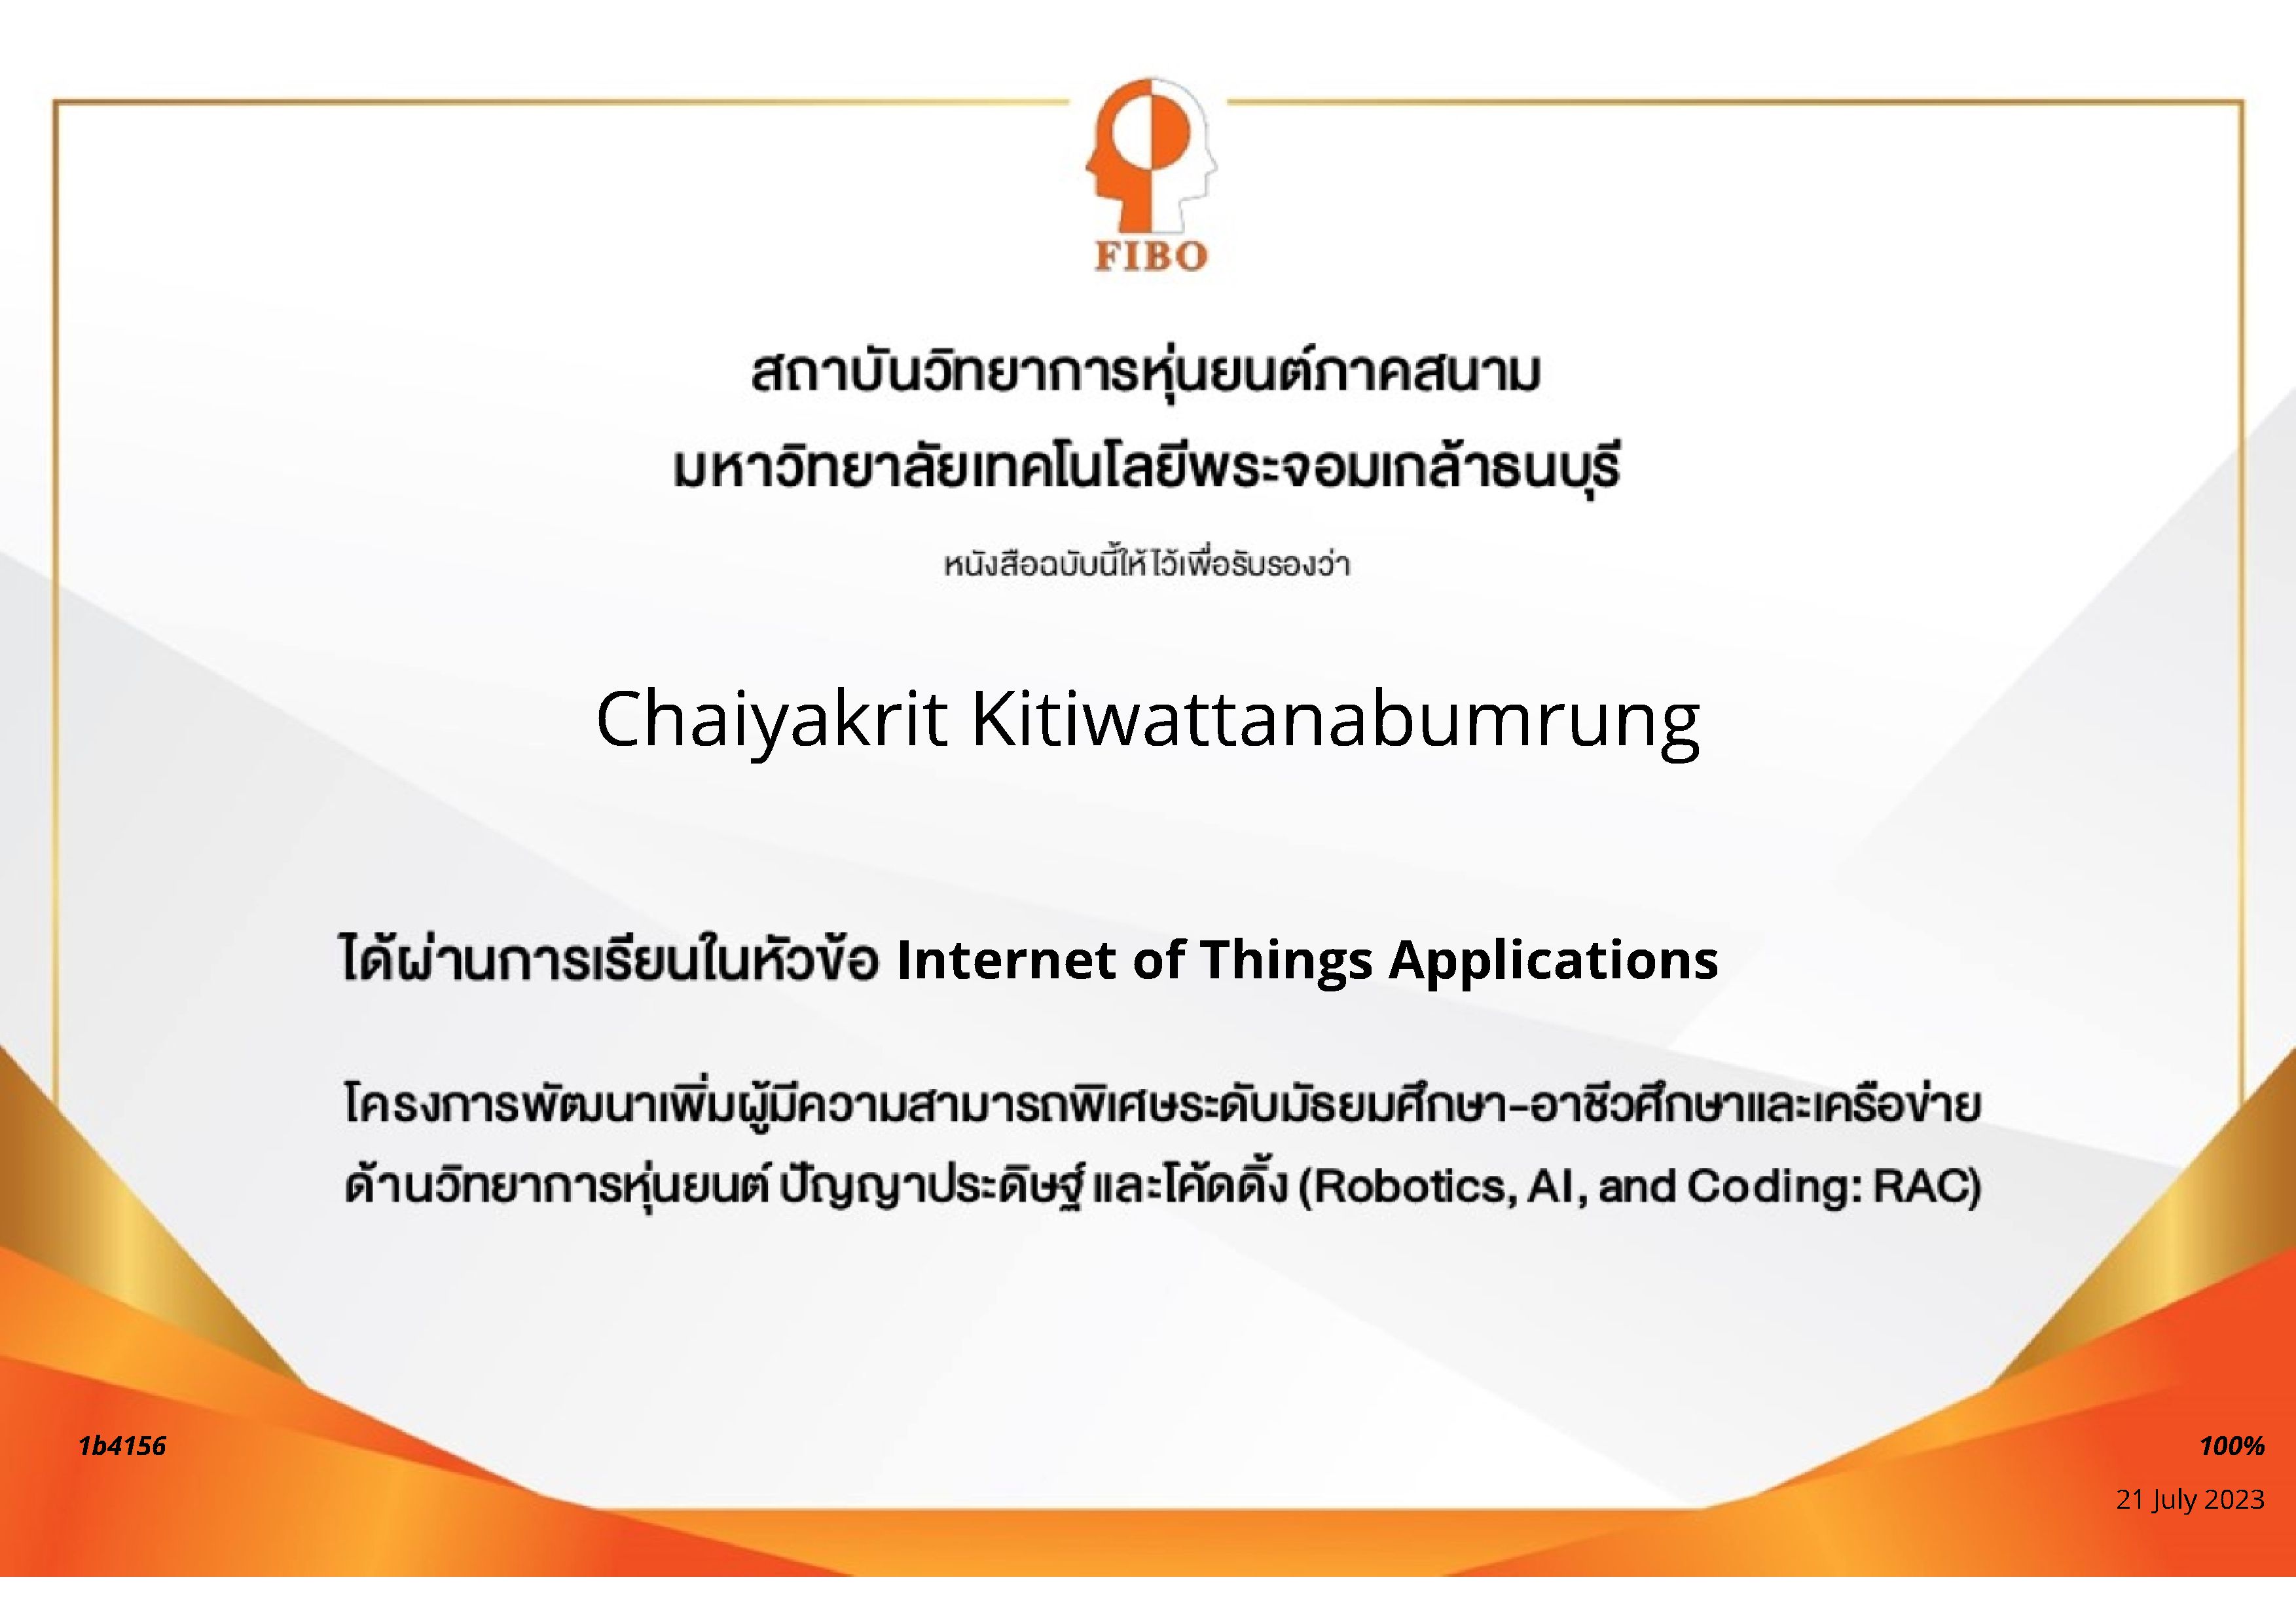 FIBO
สถาบันวิทยาการหุ่นยนต์ภาคสนาม
มหาวิทยาลัยเทคโนโลยีพระจอมเกล้าธนบุรี
หนังสือฉบับนี้ให้ไว้เพื่อรับรองว่า
Chaiyakrit Kitiwattanabumrung
ได้ผ่านการเรียนในหัวข้อ Internet of Things Applications
โครงการพัฒนาเพิ่มผู้มีความสามารถพิเศษระดับมัธยมศึกษา-อาชีวศึกษาและเครือข่าย
ด้านวิทยาการหุ่นยนต์ ปัญญาประดิษฐ์ และโค้ดดิ้ง (Robotics, AI, and Coding: RAC)
1b4156
100%
21 July 2023